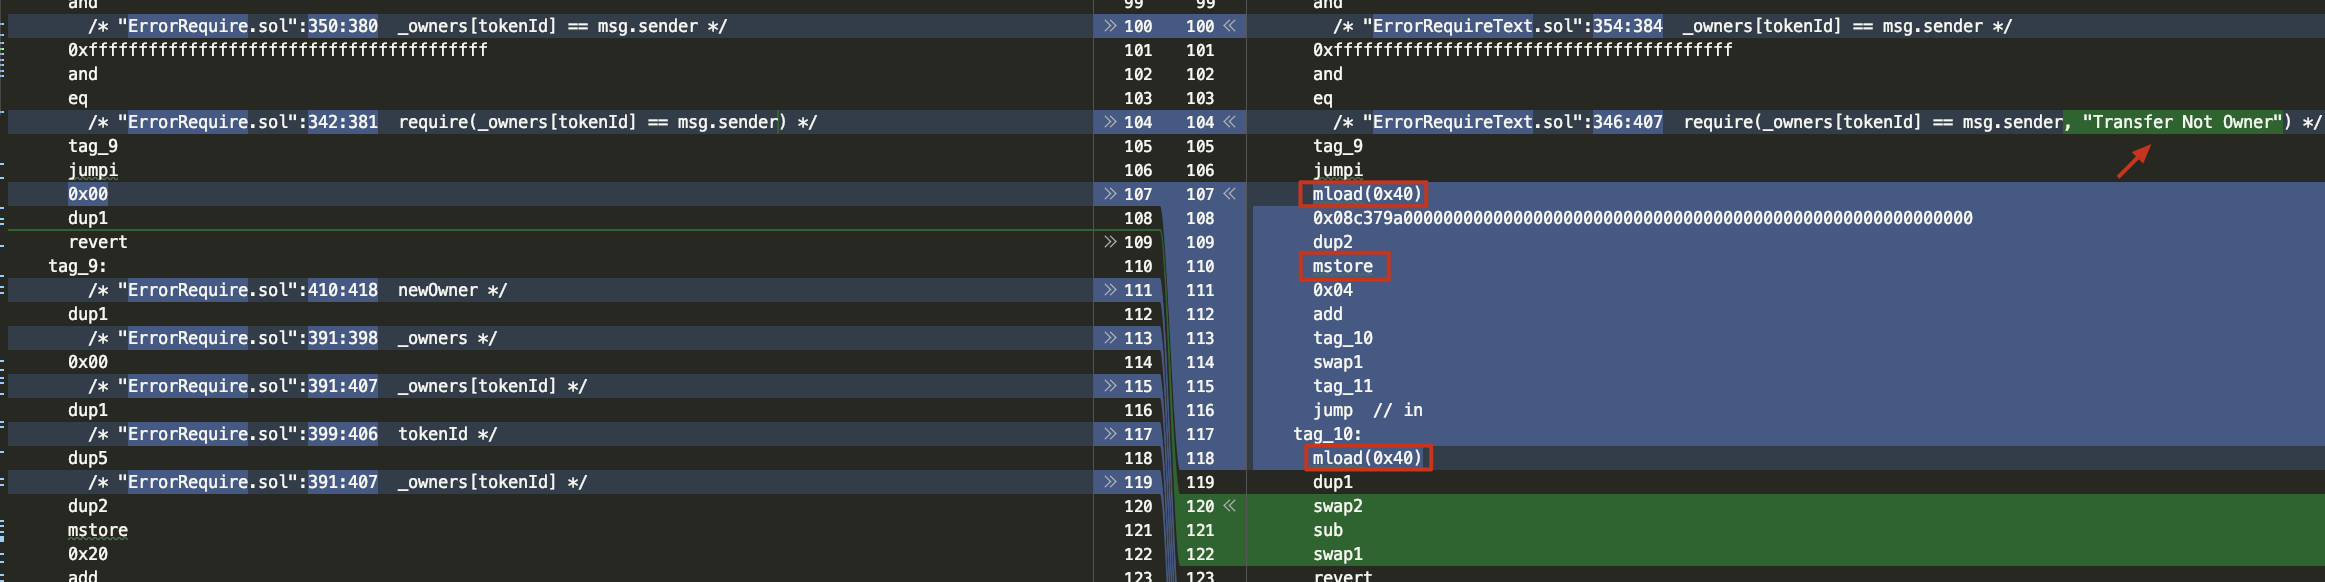 and 99
/* "ErrorRequire.sol":350:380  _owners[tokenId] == msg.sender */ >> 100
0xffffffffffffffffffffffffffffffffffffffff 101
and 102
eq 103
/* "ErrorRequire.sol":342:381  require(_owners[tokenId] == msg.sender) */ >> 104
tag_9 105
jumpi 106
0x00 >> 107
dup1 108
revert >> 109
tag_9: 110
/* "ErrorRequire.sol":410:418  newOwner */ >> 111
dup1 112
/* "ErrorRequire.sol":391:398  _owners */ >> 113
0x00 114
/* "ErrorRequire.sol":391:407  _owners[tokenId] */ >> 115
dup1 116
/* "ErrorRequire.sol":399:406  tokenId */ >> 117
dup5 118
/* "ErrorRequire.sol":391:407  _owners[tokenId] */ >> 119
dup2 120
mstore 121
0x20 122
add 123
99 and
100 << /* "ErrorRequireText.sol":354:384  _owners[tokenId] == msg.sender */
101 0xffffffffffffffffffffffffffffffffffffffff
102 and
103 eq
104 << /* "ErrorRequireText.sol":346:407  require(_owners[tokenId] == msg.sender, "Transfer Not Owner") */
105 tag_9
106 jumpi
107 << mload(0x40)
108 0x08c379a000000000000000000000000000000000000000000000000000000000
109 dup2
110 mstore
111 0x04
112 add
113 tag_10
114 swap1
115 tag_11
116 jump  // in
117 tag_10:
118 mload(0x40)
119 dup1
120 << swap2
121 sub
122 swap1
123 revert